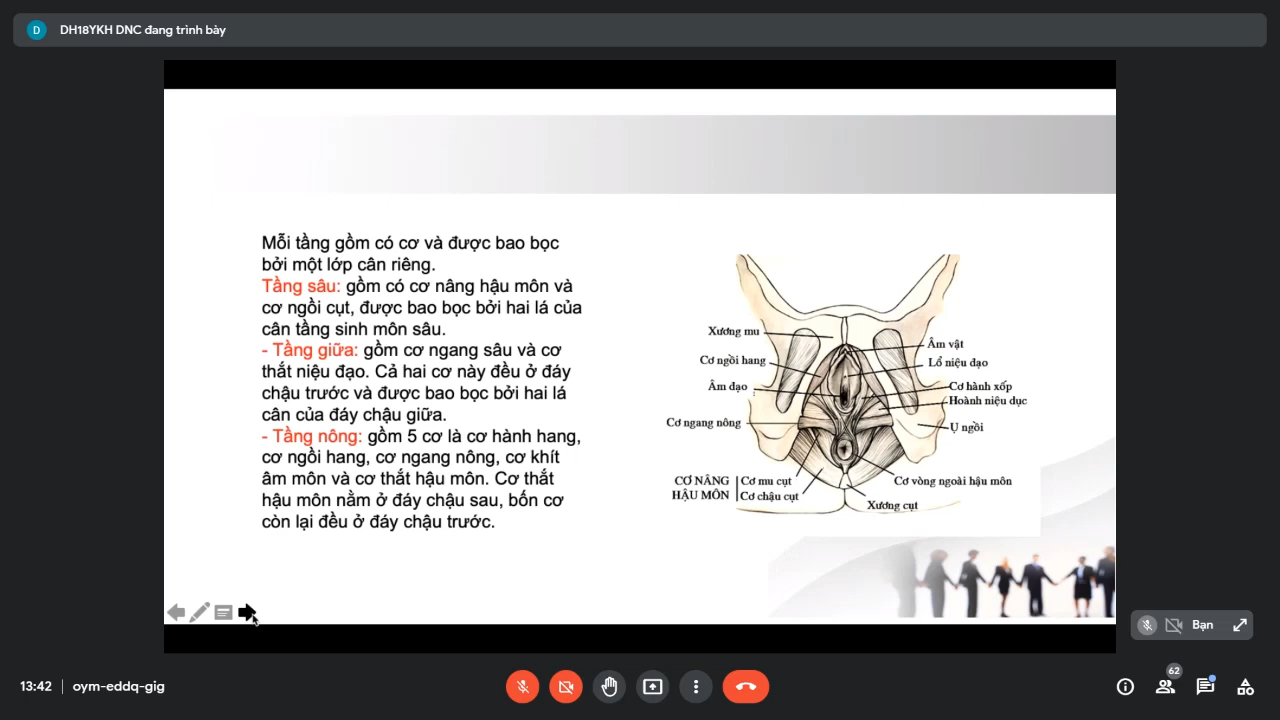 D
DH18YKH DNC đang trình bày
Mỗi tầng gồm có cơ và được bao bọc
bởi một lớp cân riêng.
Tầng sâu: gồm có cơ nâng hậu môn và
cơ ngồi cụt, được bao bọc bởi hai lá của
cân tầng sinh môn sâu.
- Tầng giữa: gồm cơ ngang sâu và cơ
thắt niệu đạo. Cả hai cơ này đều ở đáy
chậu trước và được bao bọc bởi hai lá
cân của đáy chậu giữa.
- Tầng nông: gồm 5 cơ là cơ hành hang,
cơ ngồi hang, cơ ngang nông, cơ khít
âm môn và cơ thắt hậu môn. Cơ thắt
hậu môn nằm ở đáy chậu sau, bốn cơ
còn lại đều ở đáy chậu trước.
Xương mu
Cơ ngồi hang
Âm đạo
Cơ ngang nông
CƠ NÂNG
HẬU MÔN
Cơ mu cụt
Cơ chậu cụt
Âm vật
Lổ niệu đạo
Cơ hành xốp
Hoành niệu dục
Ụ ngồi
Cơ vòng ngoài hậu môn
Xương cụt
Bạn
13:42
oym-eddq-gig
62